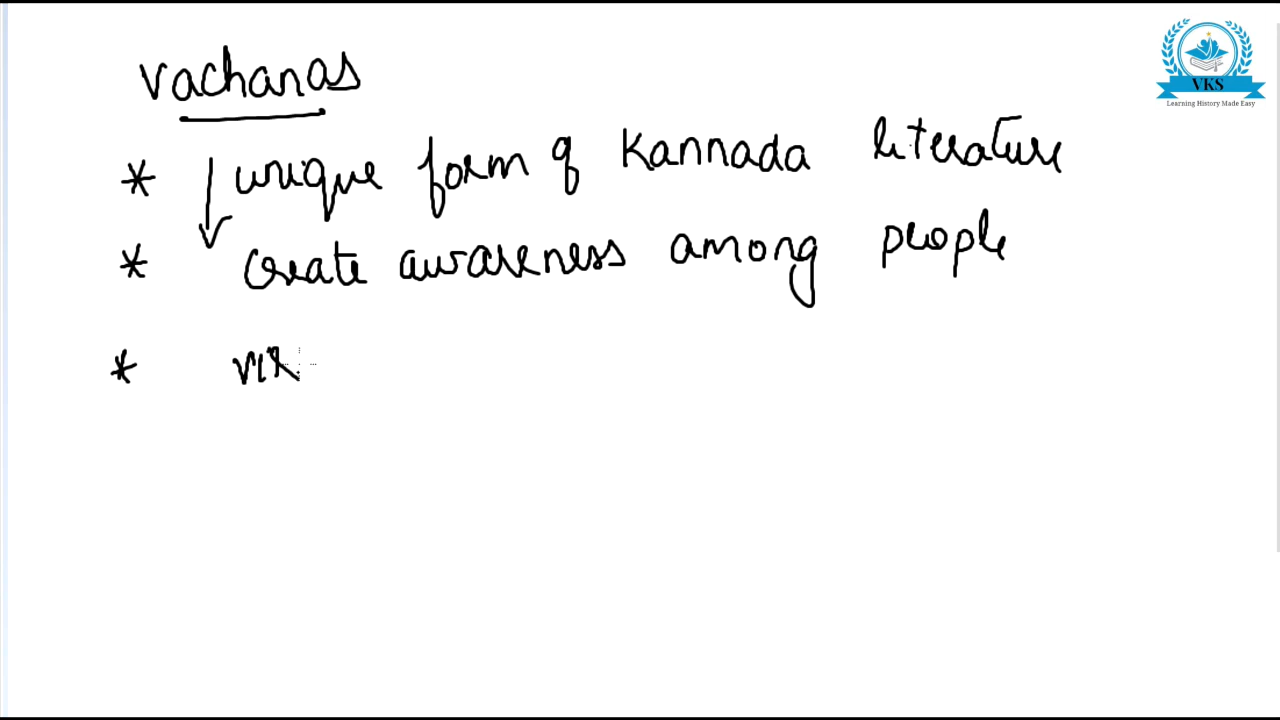 vachanas
VKS
Learning History Made Easy
* unique form of Kannada literature
* create awareness among people
*